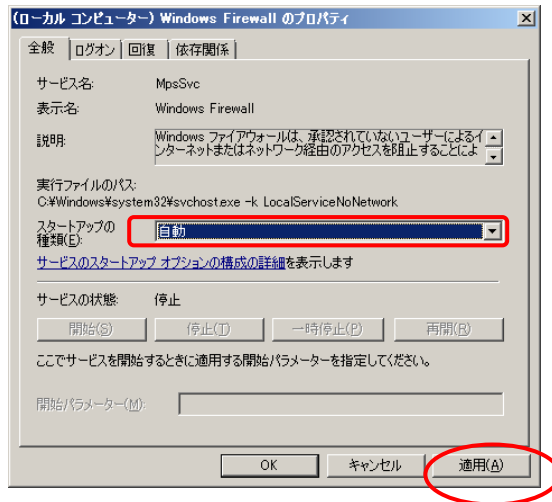 (ローカル コンピューター) Windows Firewall のプロパティ
全般 ログオン 回復 依存関係
サービス名: MpsSvc
表示名: Windows Firewall
説明: Windows ファイアウォールは、承認されていないユーザーによるイ
ンターネットまたはネットワーク経由のアクセスを阻止することによ
実行ファイルのパス:
C:¥Windows¥system32¥svchost.exe -k LocalServiceNoNetwork
スタートアップの
種類(E): 自動
サービスのスタートアップ オプションの構成の詳細を表示します
サービスの状態: 停止
開始(S) 停止(T) 一時停止(P) 再開(R)
ここでサービスを開始するときに適用する開始パラメーターを指定してください。
開始パラメーター(M):
OK キャンセル 適用(A)